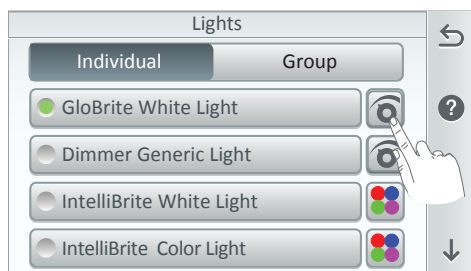 Lights
Individual Group
GloBrite White Light
?
Dimmer Generic Light
IntelliBrite White Light
IntelliBrite Color Light